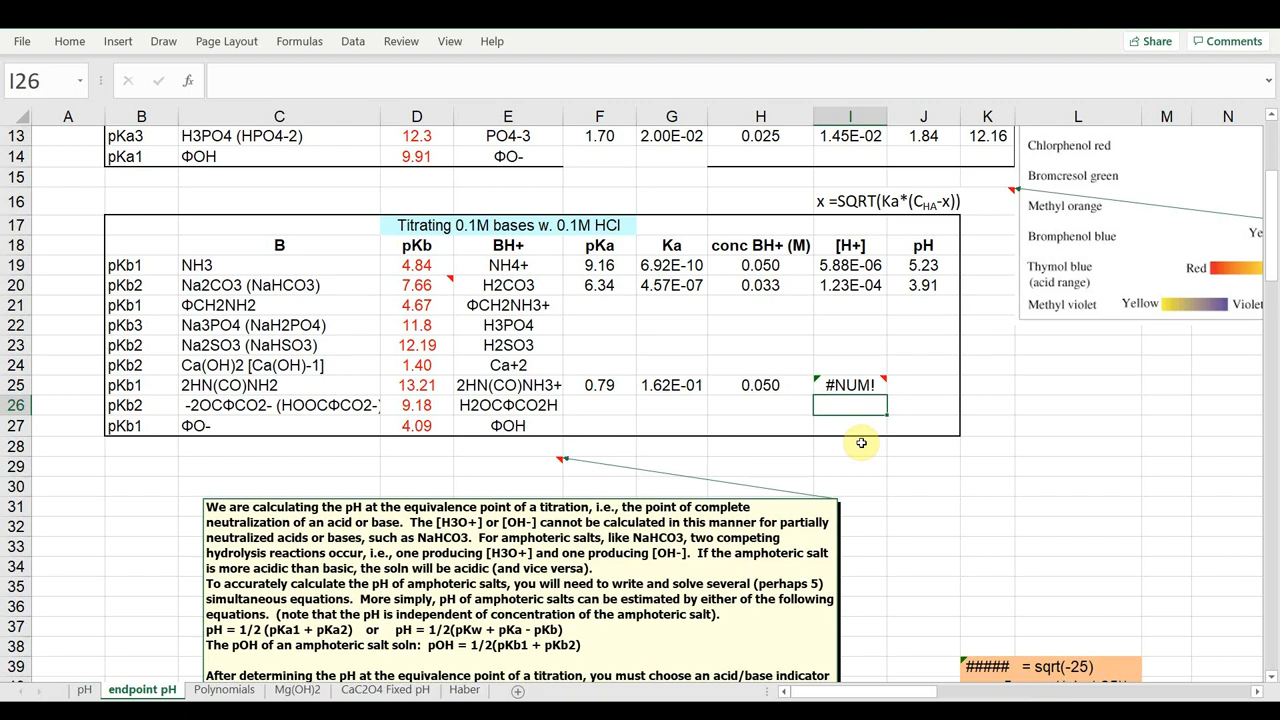 File Home Insert Draw Page Layout Formulas Data Review View Help Share Comments
I26 fx
A B C D E F G H I J K L M N
13 pKa3 H3PO4 (HPO4-2) 12.3 PO4-3 1.70 2.00E-02 0.025 1.45E-02 1.84 12.16 Chlorphenol red
14 pKa1 ΦOH 9.91 ΦO-
15 Bromcresol green
16 x =SQRT(Ka*(CHA-x)) Methyl orange
17 Titrating 0.1M bases w. 0.1M HCl Ye
18 B pKb BH+ pKa Ka conc BH+ (M) [H+] pH Bromphenol blue
19 pKb1 NH3 4.84 NH4+ 9.16 6.92E-10 0.050 5.88E-06 5.23 Thymol blue Red
20 pKb2 Na2CO3 (NaHCO3) 7.66 H2CO3 6.34 4.57E-07 0.033 1.23E-04 3.91 (acid range)
21 pKb1 ΦCH2NH2 4.67 ΦCH2NH3+ Methyl violet Yellow Violet
22 pKb3 Na3PO4 (NaH2PO4) 11.8 H3PO4
23 pKb2 Na2SO3 (NaHSO3) 12.19 H2SO3
24 pKb2 Ca(OH)2 [Ca(OH)-1] 1.40 Ca+2
25 pKb1 2HN(CO)NH2 13.21 2HN(CO)NH3+ 0.79 1.62E-01 0.050 #NUM!
26 pKb2 -2OCΦCO2- (HOOCΦCO2-) 9.18 H2OCΦCO2H
27 pKb1 ΦO- 4.09 ΦOH
28
29
30
31 We are calculating the pH at the equivalence point of a titration, i.e., the point of complete
32 neutralization of an acid or base. The [H3O+] or [OH-] cannot be calculated in this manner for partially
33 neutralized acids or bases, such as NaHCO3. For amphoteric salts, like NaHCO3, two competing
hydrolysis reactions occur, i.e., one producing [H3O+] and one producing [OH-]. If the amphoteric salt
34 is more acidic than basic, the soln will be acidic (and vice versa).
35 To accurately calculate the pH of amphoteric salts, you will need to write and solve several (perhaps 5)
36 simultaneous equations. More simply, pH of amphoteric salts can be estimated by either of the following
equations. (note that the pH is independent of concentration of the amphoteric salt).
37 pH = 1/2 (pKa1 + pKa2) or pH = 1/2(pKw + pKa - pKb)
38 The pOH of an amphoteric salt soln: pOH = 1/2(pKb1 + pKb2)
39 ##### = sqrt(-25)
After determining the pH at the equivalence point of a titration, you must choose an acid/base indicator
pH endpoint pH Polynomials Mg(OH)2 CaC2O4 Fixed pH Haber